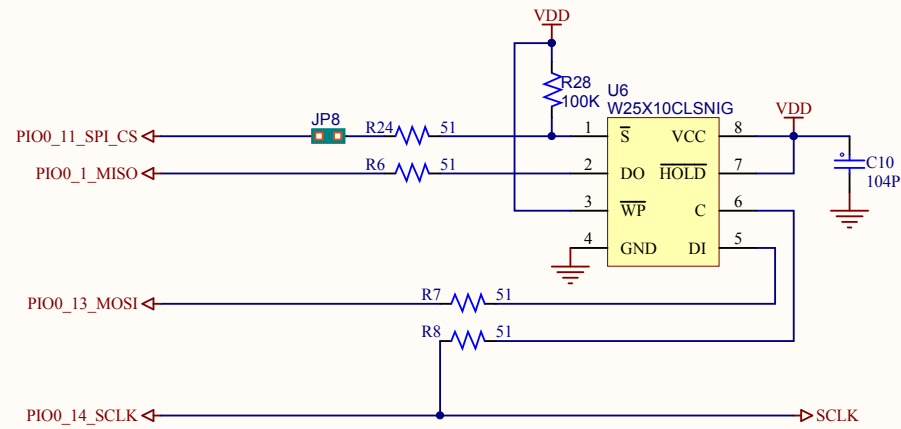 VDD
R28
100K
U6
W25X10CLSNIG
VDD
JP8
PIO0_11_SPI_CS
R24
51
1
S
VCC
8
C10
104P
PIO0_1_MISO
R6
51
2
DO
HOLD
7
3
WP
C
6
4
GND
DI
5
PIO0_13_MOSI
R7
51
R8
51
PIO0_14_SCLK
SCLK